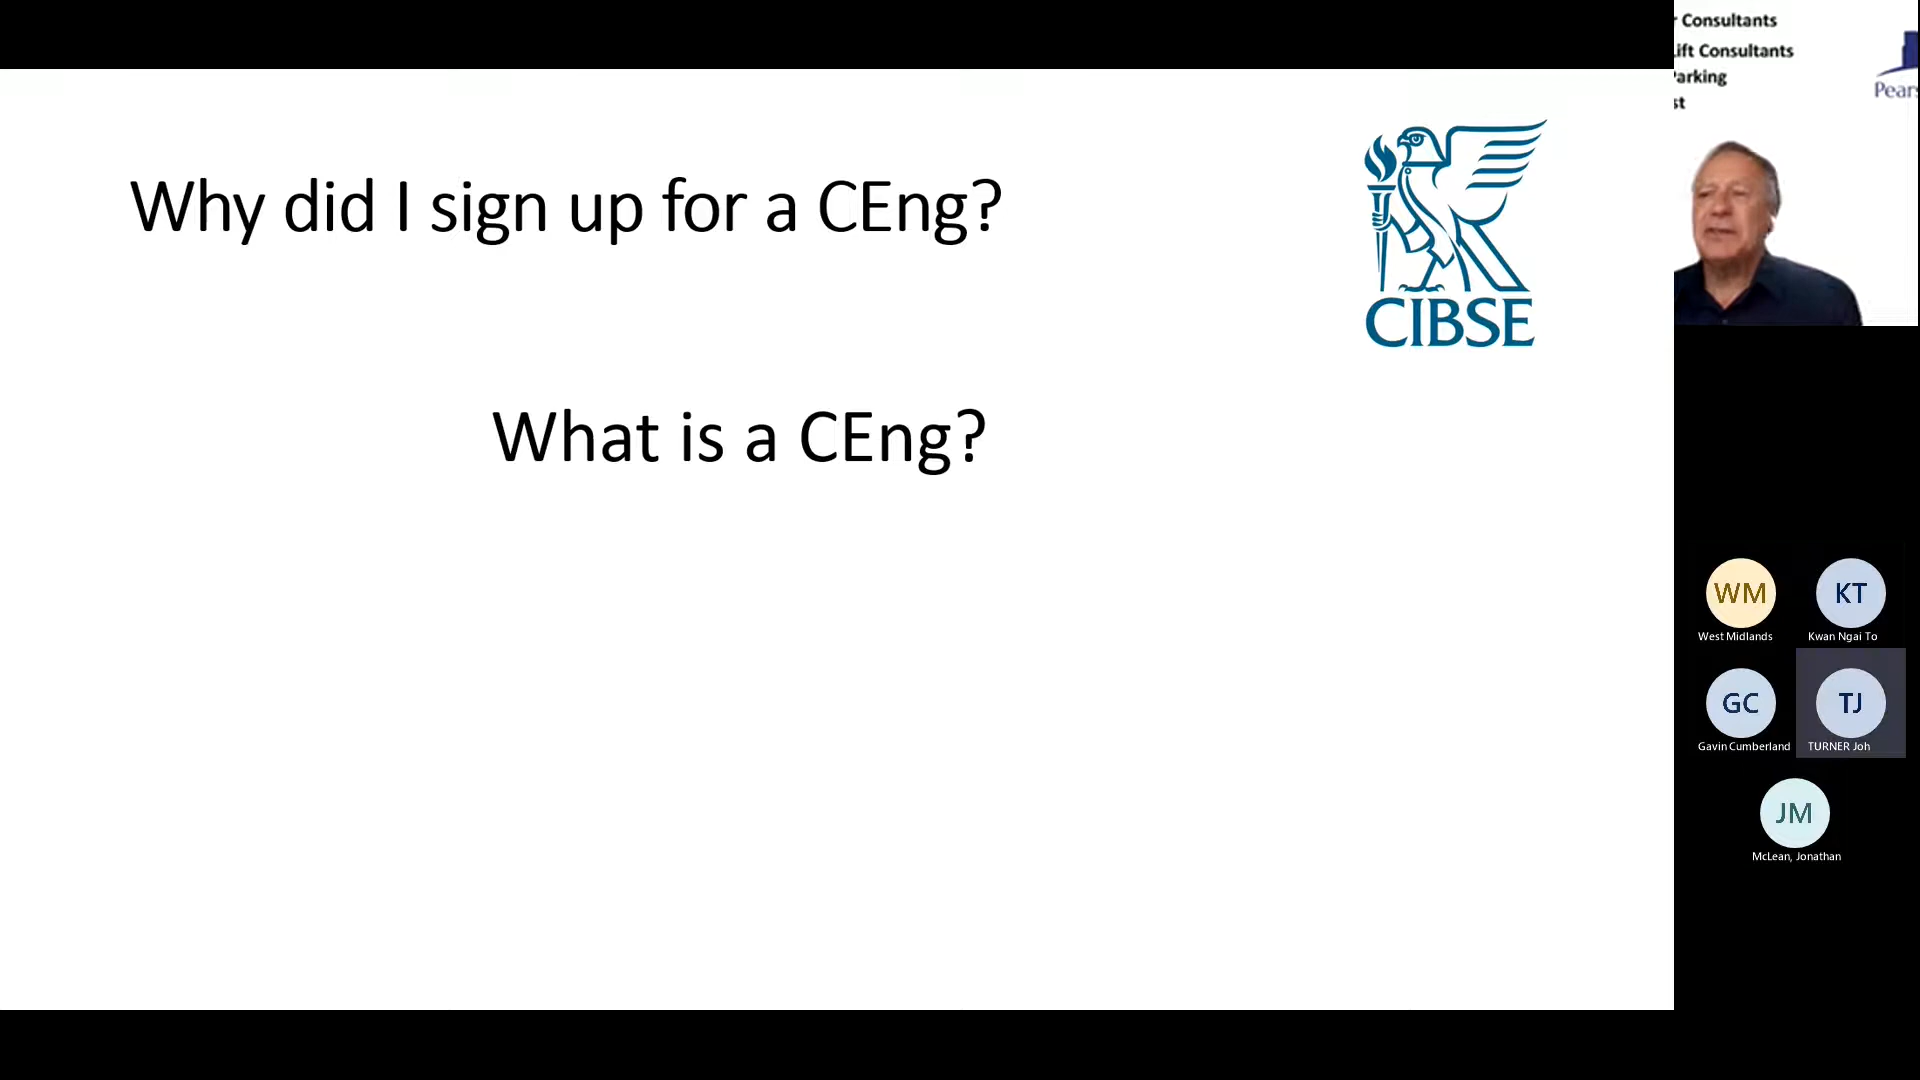 Why did I sign up for a CEng?
CIBSE
What is a CEng?
Consultants
Lift Consultants
Parking
Pears
WM
West Midlands
KT
Kwan Ngai To
GC
Gavin Cumberland
TJ
TURNER Joh
JM
McLean, Jonathan